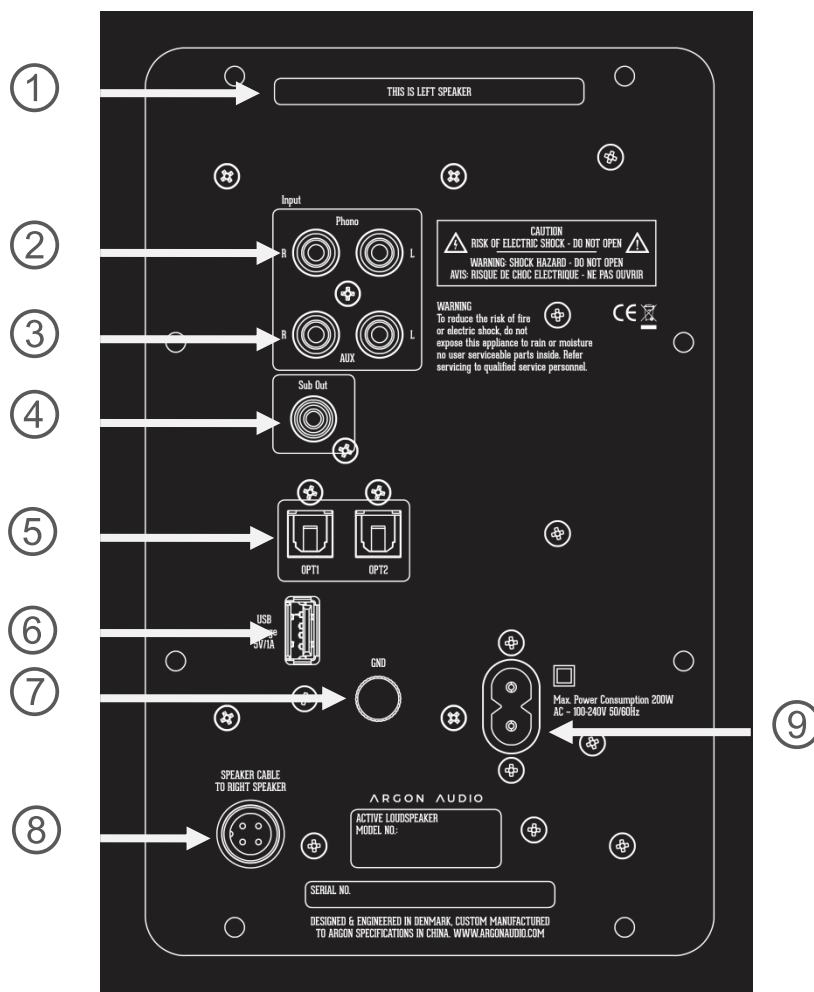 1
THIS IS LEFT SPEAKER
Input
Phono
2
R
L
CAUTION
RISK OF ELECTRIC SHOCK - DO NOT OPEN
WARNING: SHOCK HAZARD - DO NOT OPEN
AVIS: RISQUE DE CHOC ELECTRIQUE - NE PAS OUVRIR
3
R
L
AUX
WARNING
To reduce the risk of fire
or electric shock, do not
expose this appliance to rain or moisture
no user serviceable parts inside. Refer
servicing to qualified service personnel.
CE
4
Sub Out
5
OPT1
OPT2
6
USB
5V/1A
7
GND
Max. Power Consumption 200W
AC ~ 100-240V 50/60Hz
9
8
SPEAKER CABLE
TO RIGHT SPEAKER
ARGON AUDIO
ACTIVE LOUDSPEAKER
MODEL NO.:
SERIAL NO.
DESIGNED & ENGINEERED IN DENMARK, CUSTOM MANUFACTURED
TO ARGON SPECIFICATIONS IN CHINA. WWW.ARGONAUDIO.COM